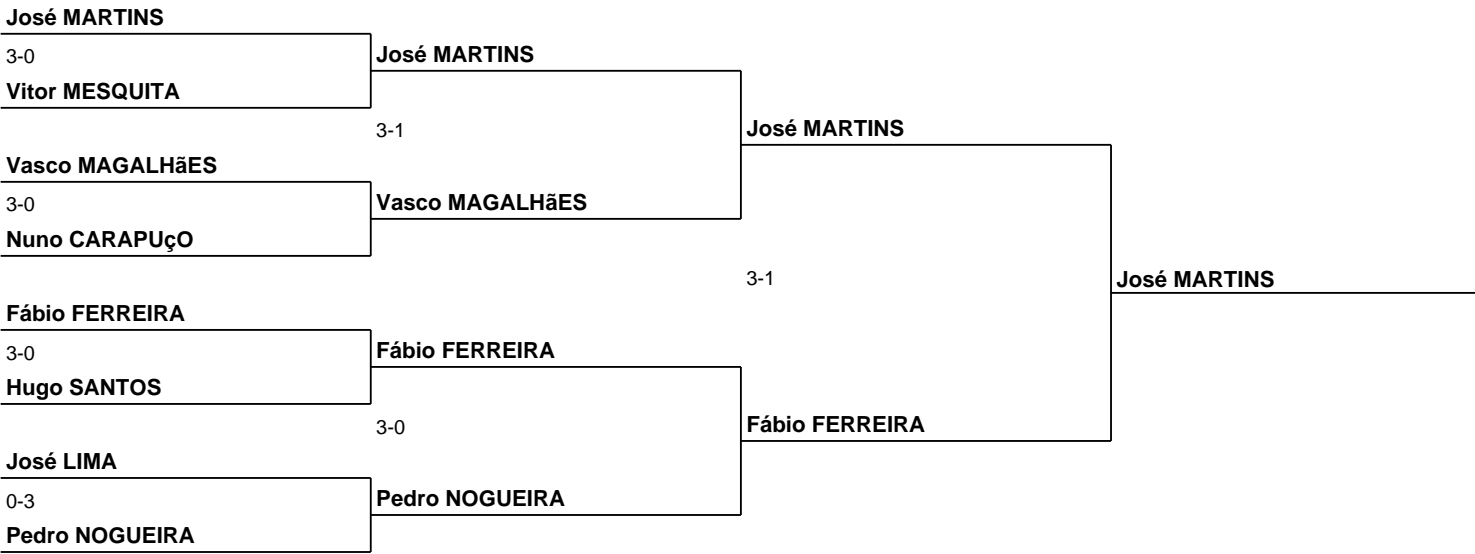 José MARTINS
3-0
José MARTINS
Vitor MESQUITA
3-1
José MARTINS
Vasco MAGALHãES
3-0
Vasco MAGALHãES
Nuno CARAPUçO
3-1
José MARTINS
Fábio FERREIRA
3-0
Fábio FERREIRA
Hugo SANTOS
3-0
Fábio FERREIRA
José LIMA
0-3
Pedro NOGUEIRA
Pedro NOGUEIRA